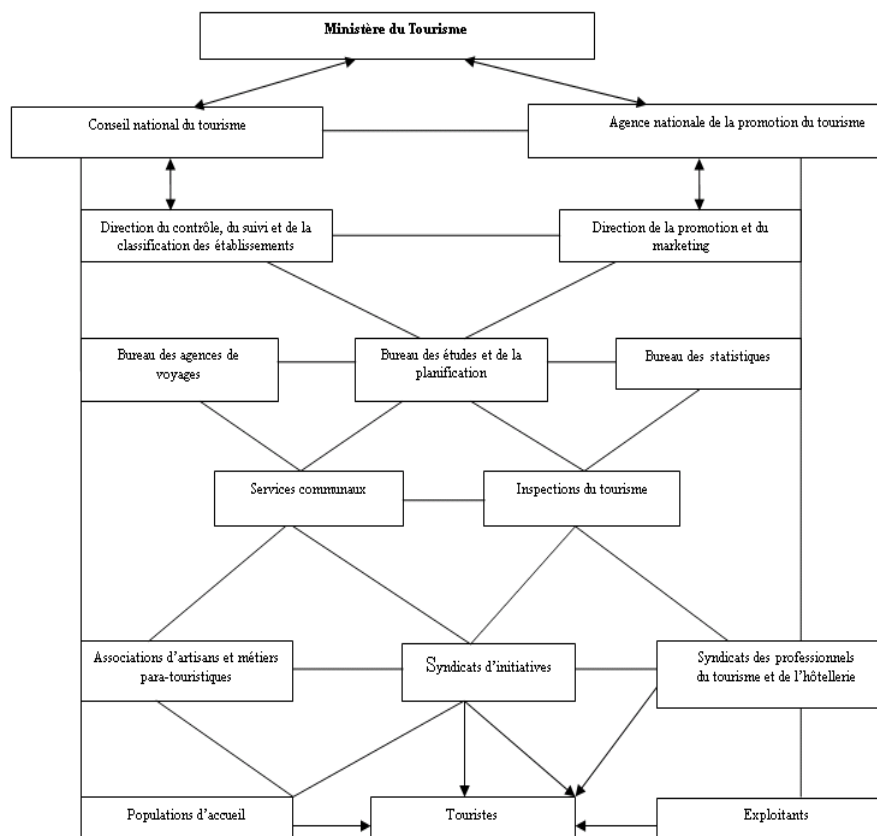 Ministère du Tourisme
Conseil national du tourisme
Agence nationale de la promotion du tourisme
Direction du contrôle, du suivi et de la
classification des établissements
Direction de la promotion et du
marketing
Bureau des agences de
voyages
Bureau des études et de la
planification
Bureau des statistiques
Services communaux
Inspections du tourisme
Associations d'artisans et métiers
para-touristiques
Syndicats d'initiatives
Syndicats des professionnels
du tourisme et de l'hôtellerie
Populations d'accueil
Touristes
Exploitants